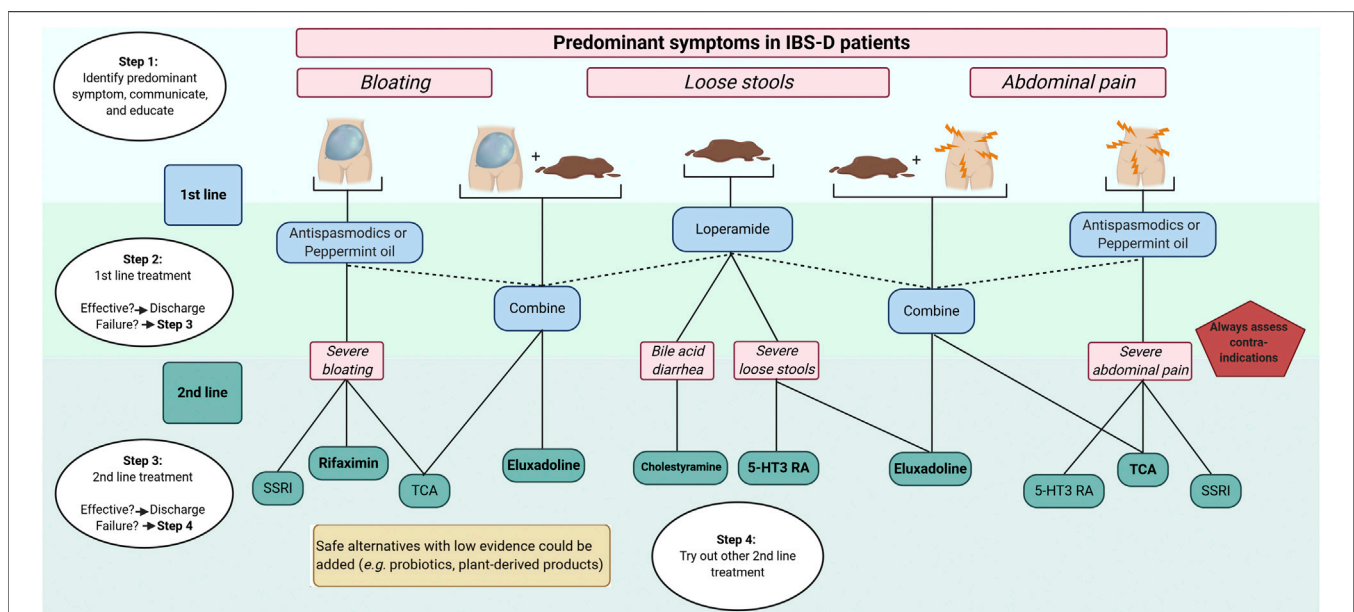 Predominant symptoms in IBS-D patients
Step 1:
Identify predominant
symptom, communicate,
and educate
Bloating
Loose stools
Abdominal pain
+
+
1st line
Antispasmodics or
Peppermint oil
Loperamide
Antispasmodics or
Peppermint oil
Step 2:
1st line treatment
Effective?→Discharge
Failure?→Step 3
Combine
Combine
Always assess
contra-
indications
Severe
bloating
Bile acid
diarrhea
Severe
loose stools
Severe
abdominal pain
2nd line
Step 3:
2nd line treatment
Effective?→Discharge
Failure?→Step 4
SSRI
Rifaximin
TCA
Eluxadoline
Cholestyramine
5-HT3 RA
Eluxadoline
5-HT3 RA
TCA
SSRI
Safe alternatives with low evidence could be
added (e.g. probiotics, plant-derived products)
Step 4:
Try out other 2nd line
treatment